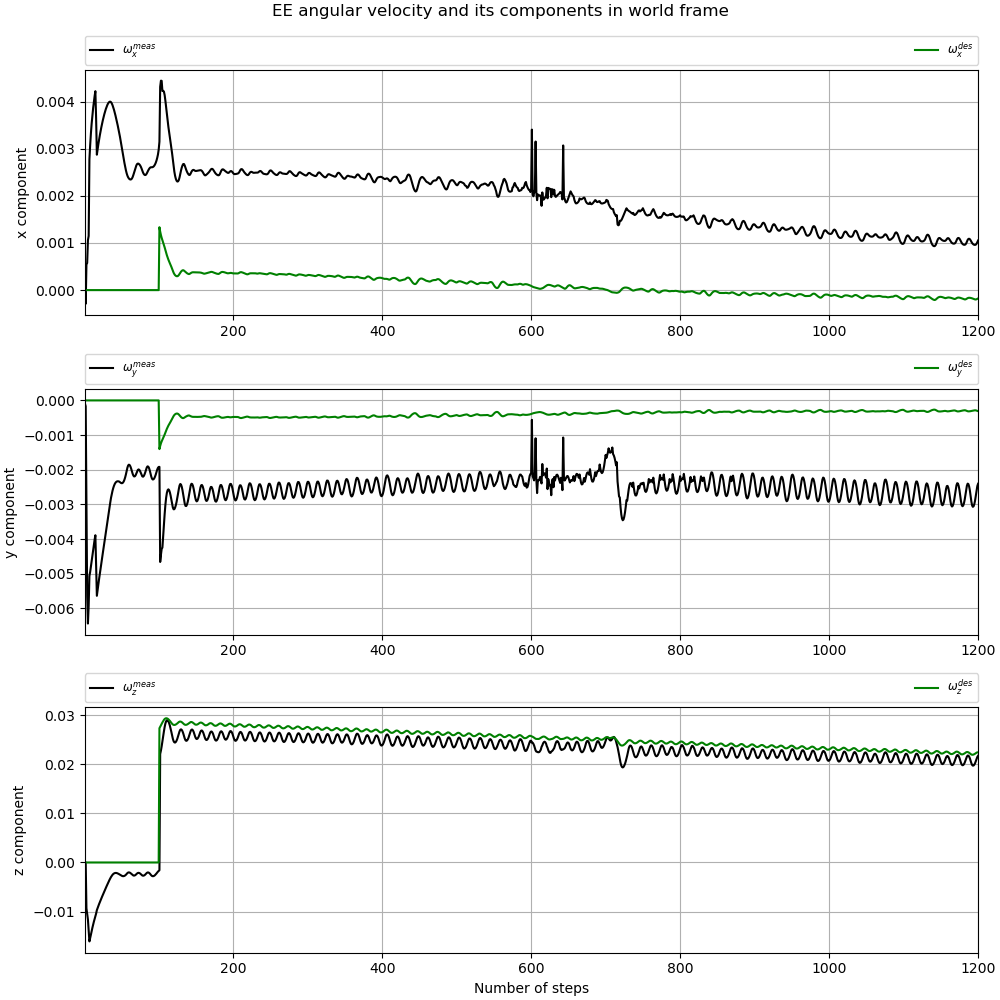 EE angular velocity and its components in world frame
ω_x^meas ω_x^des
0.004
0.003
0.002
0.001
0.000
x component
200 400 600 800 1000 1200
ω_y^meas ω_y^des
0.000
−0.001
−0.002
−0.003
−0.004
−0.005
−0.006
y component
200 400 600 800 1000 1200
ω_z^meas ω_z^des
0.03
0.02
0.01
0.00
−0.01
z component
200 400 600 800 1000 1200
Number of steps